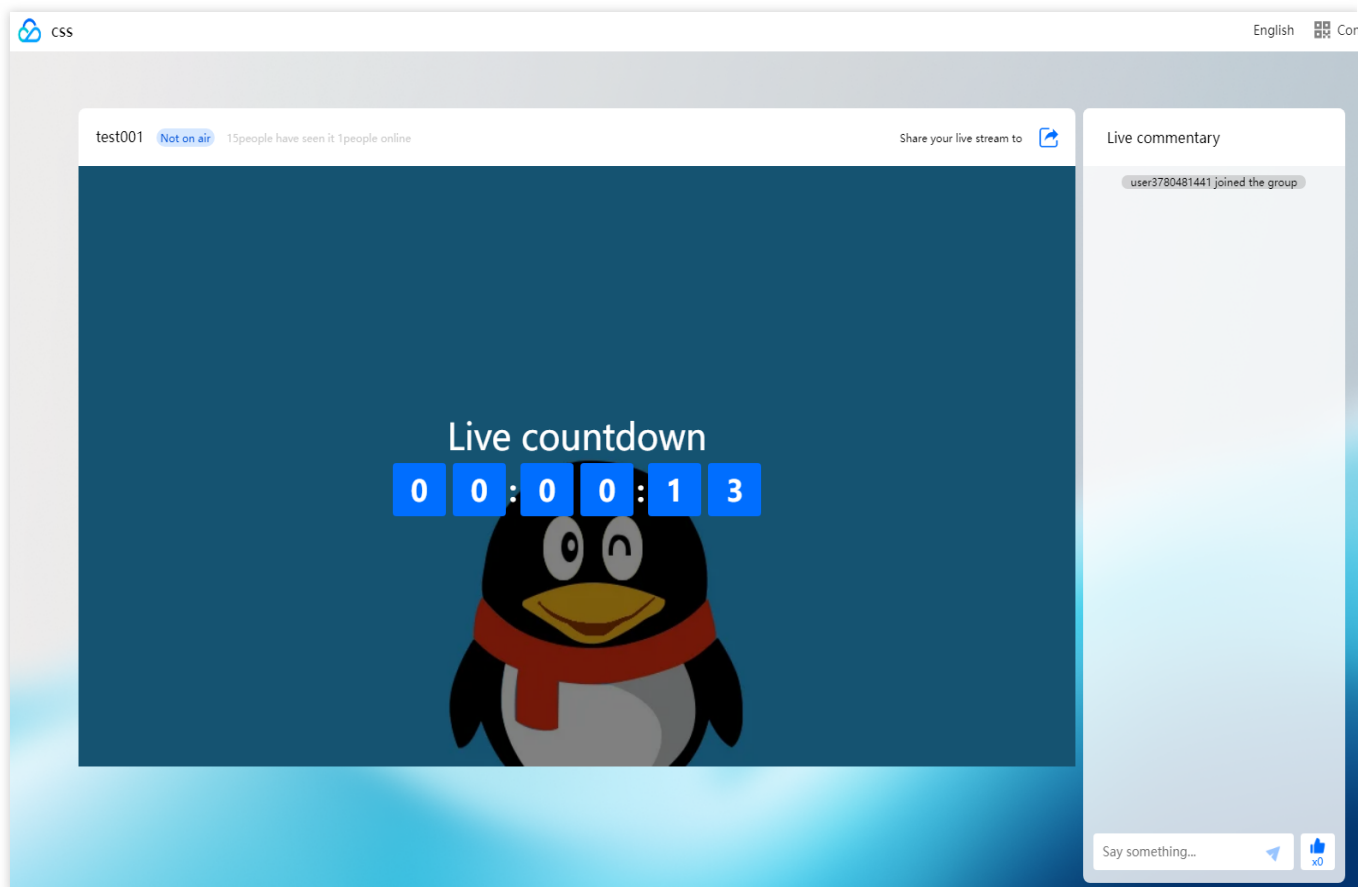 css
English
Con
test001
Not on air
15people have seen it 1people online
Share your live stream to
Live commentary
user3780481441 joined the group
Live countdown
0 0 : 0 0 : 1 3
Say something...
x0